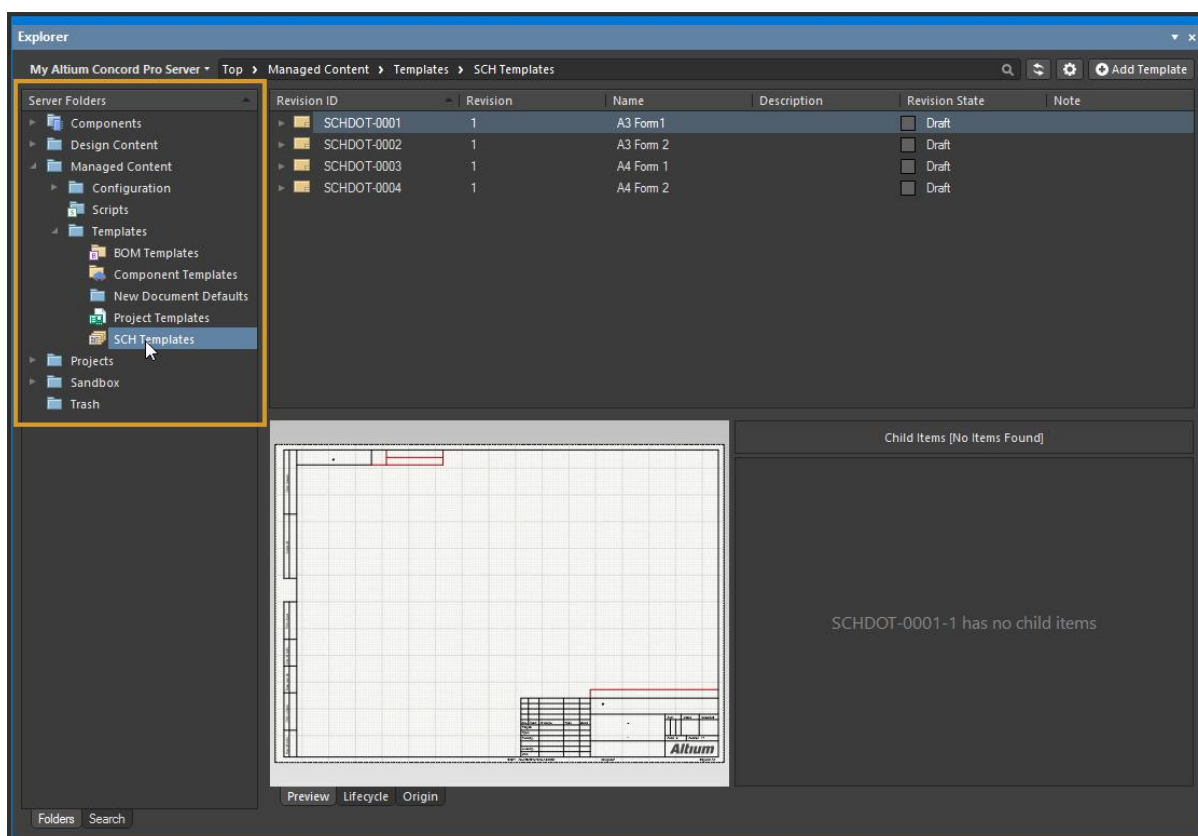 Explorer
My Altium Concord Pro Server Top Managed Content Templates SCH Templates Add Template
Server Folders
Components
Design Content
Managed Content
Configuration
Scripts
Templates
BOM Templates
Component Templates
New Document Defaults
Project Templates
SCH Templates
Projects
Sandbox
Trash
Revision ID Revision Name Description Revision State Note
SCHDOT-0001 1 A3 Form1 Draft
SCHDOT-0002 1 A3 Form 2 Draft
SCHDOT-0003 1 A4 Form 1 Draft
SCHDOT-0004 1 A4 Form 2 Draft
Altium
Child Items [No Items Found]
SCHDOT-0001-1 has no child items
Preview Lifecycle Origin
Folders Search